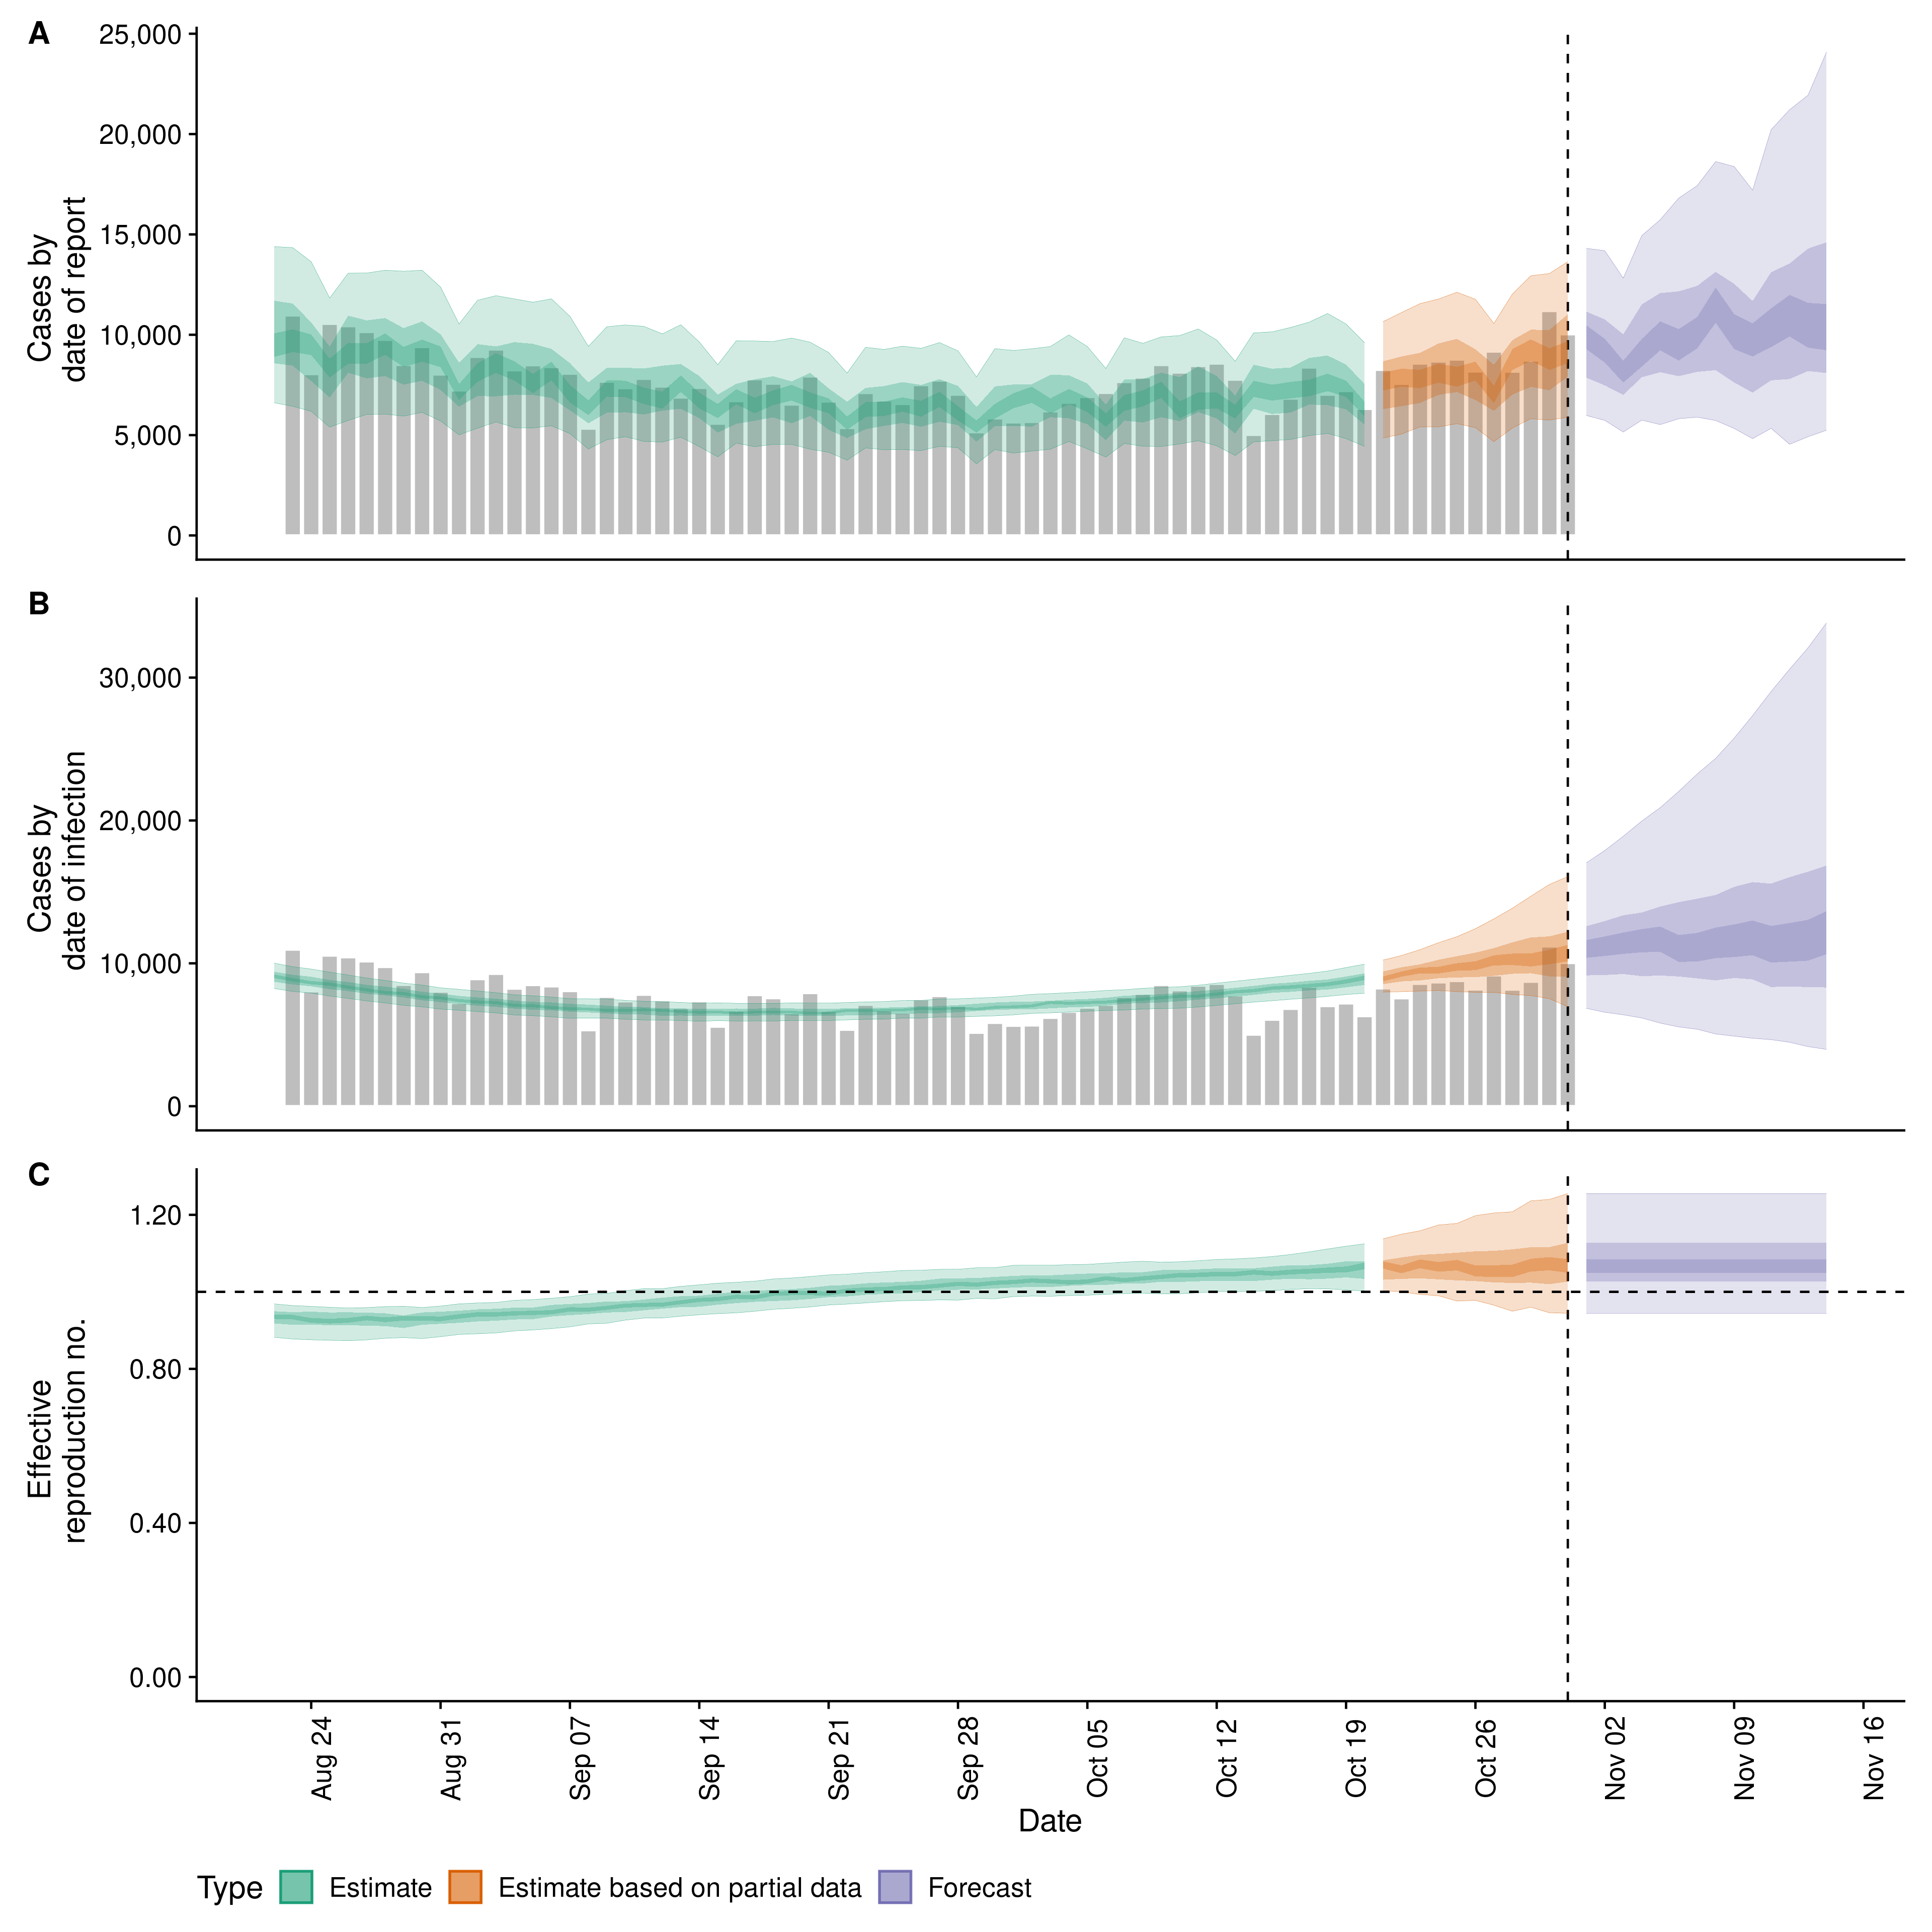 A
25,000
20,000
15,000
10,000
5,000
0
Cases by
date of report
B
30,000
20,000
10,000
0
Cases by
date of infection
C
1.20
0.80
0.40
0.00
Effective
reproduction no.
Aug 24
Aug 31
Sep 07
Sep 14
Sep 21
Sep 28
Oct 05
Oct 12
Oct 19
Oct 26
Nov 02
Nov 09
Nov 16
Date
Type Estimate Estimate based on partial data Forecast